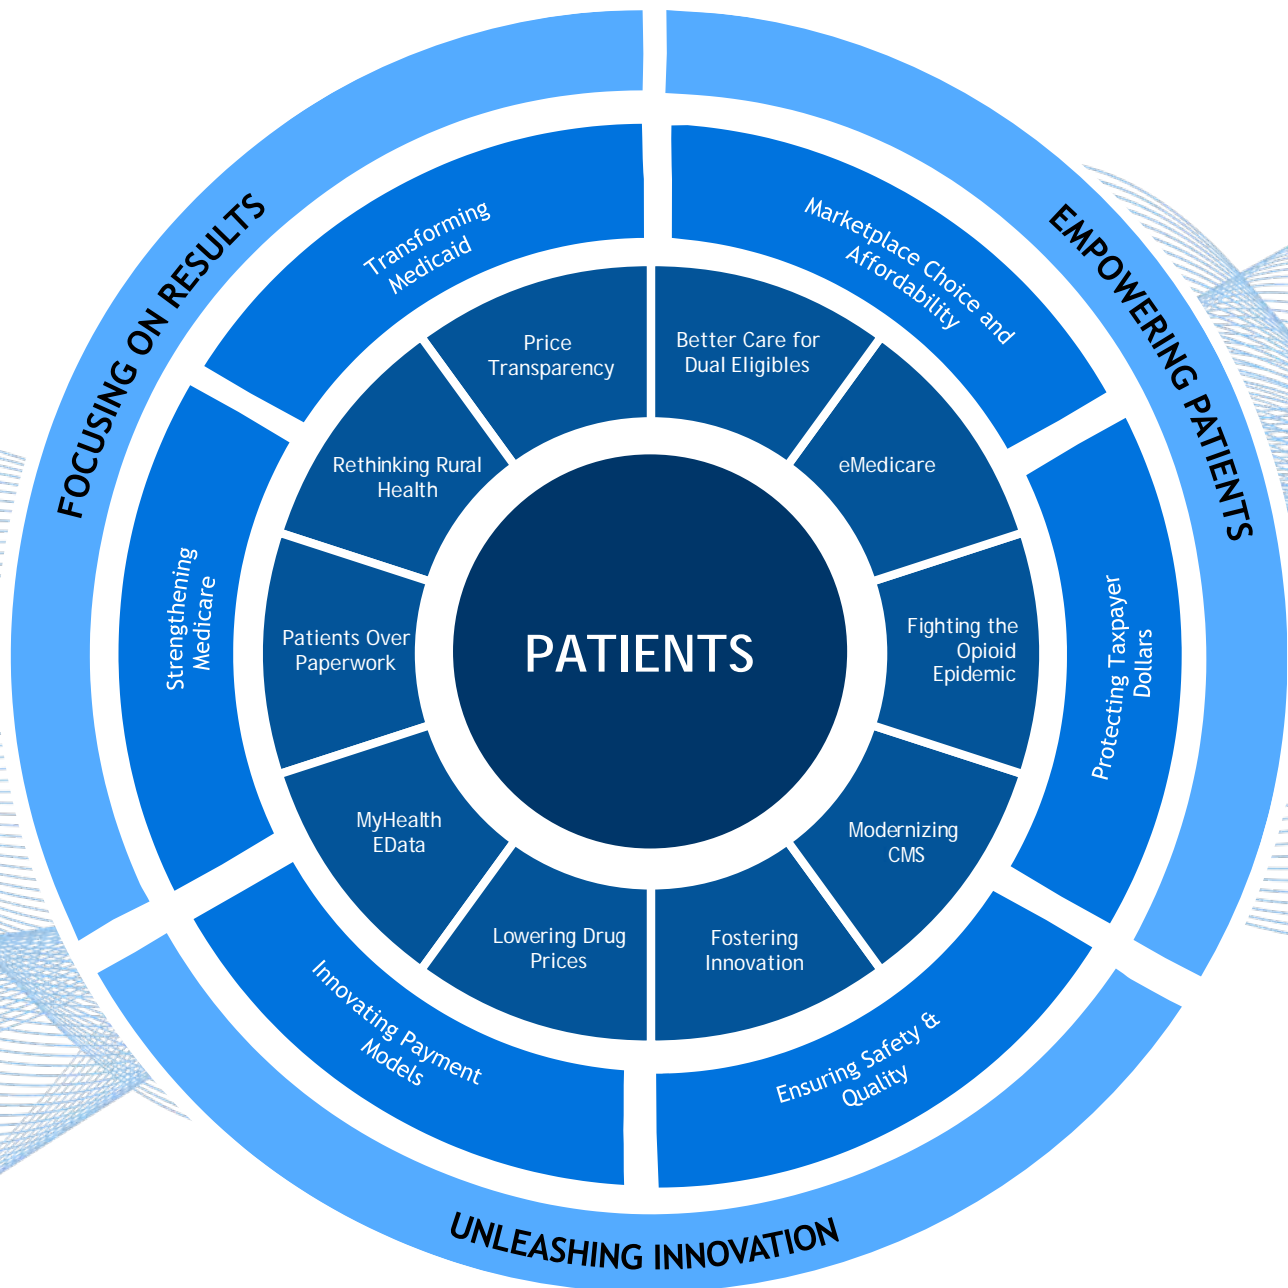 FOCUSING ON RESULTS
EMPOWERING PATIENTS
UNLEASHING INNOVATION
Transforming
Medicaid
Marketplace Choice and
Affordability
Protecting Taxpayer
Dollars
Ensuring Safety &
Quality
Innovating Payment
Models
Strengthening
Medicare
Price
Transparency
Better Care for
Dual Eligibles
eMedicare
Fighting the
Opioid
Epidemic
Modernizing
CMS
Fostering
Innovation
Lowering Drug
Prices
MyHealth
EData
Patients Over
Paperwork
Rethinking Rural
Health
PATIENTS